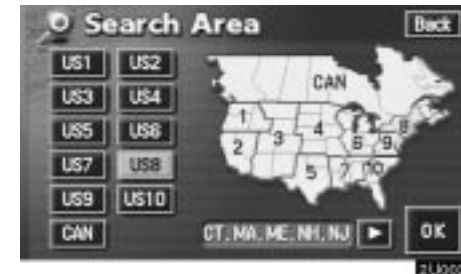 Search Area
Back
US1 US2
US3 US4
US5 US6
US7 US8
US9 US10
CAN
CAN
1
2
3
4
5
6
7
8
9
10
CT, MA, ME, NH, NJ
OK